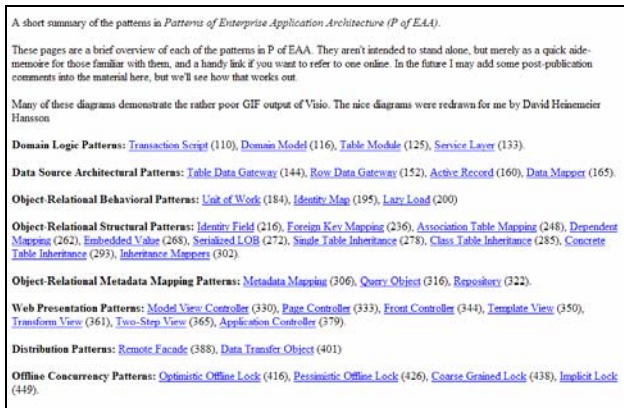 A short summary of the patterns in Patterns of Enterprise Application Architecture (P of EAA).
These pages are a brief overview of each of the patterns in P of EAA. They aren't intended to stand alone, but merely as a quick aide-
memoire for those familiar with them, and a handy link if you want to refer to one online. In the future I may add some post-publication
comments into the material here, but we'll see how that works out.
Many of these diagrams demonstrate the rather poor GIF output of Visio. The nice diagrams were redrawn for me by David Heinemeier
Hansson
Domain Logic Patterns: Transaction Script (110), Domain Model (116), Table Module (125), Service Layer (133).
Data Source Architectural Patterns: Table Data Gateway (144), Row Data Gateway (152), Active Record (160), Data Mapper (165).
Object-Relational Behavioral Patterns: Unit of Work (184), Identity Map (195), Lazy Load (200)
Object-Relational Structural Patterns: Identity Field (216), Foreign Key Mapping (236), Association Table Mapping (248), Dependent
Mapping (262), Embedded Value (268), Serialized LOB (272), Single Table Inheritance (278), Class Table Inheritance (285), Concrete
Table Inheritance (293), Inheritance Mappers (302).
Object-Relational Metadata Mapping Patterns: Metadata Mapping (306), Query Object (316), Repository (322).
Web Presentation Patterns: Model View Controller (330), Page Controller (333), Front Controller (344), Template View (350),
Transform View (361), Two-Step View (365), Application Controller (379).
Distribution Patterns: Remote Facade (388), Data Transfer Object (401)
Offline Concurrency Patterns: Optimistic Offline Lock (416), Pessimistic Offline Lock (426), Coarse Grained Lock (438), Implicit Lock
(449).